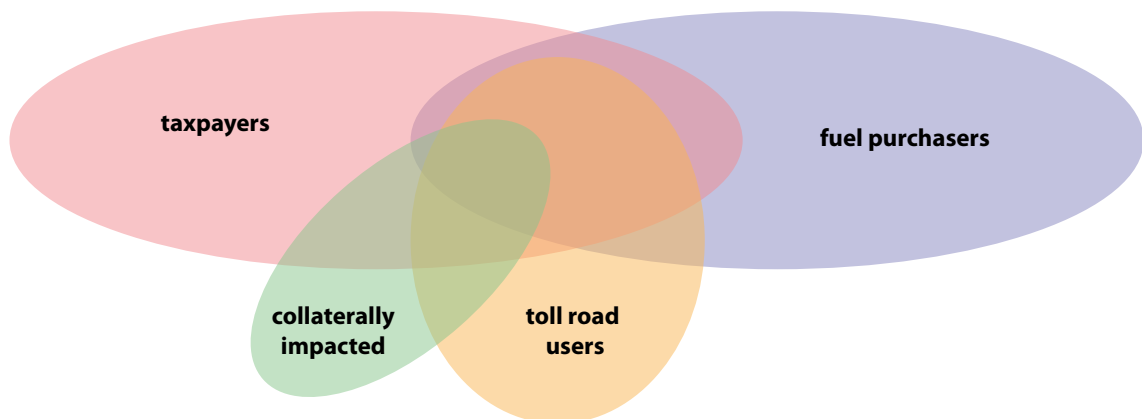 taxpayers
fuel purchasers
collaterally
impacted
toll road
users